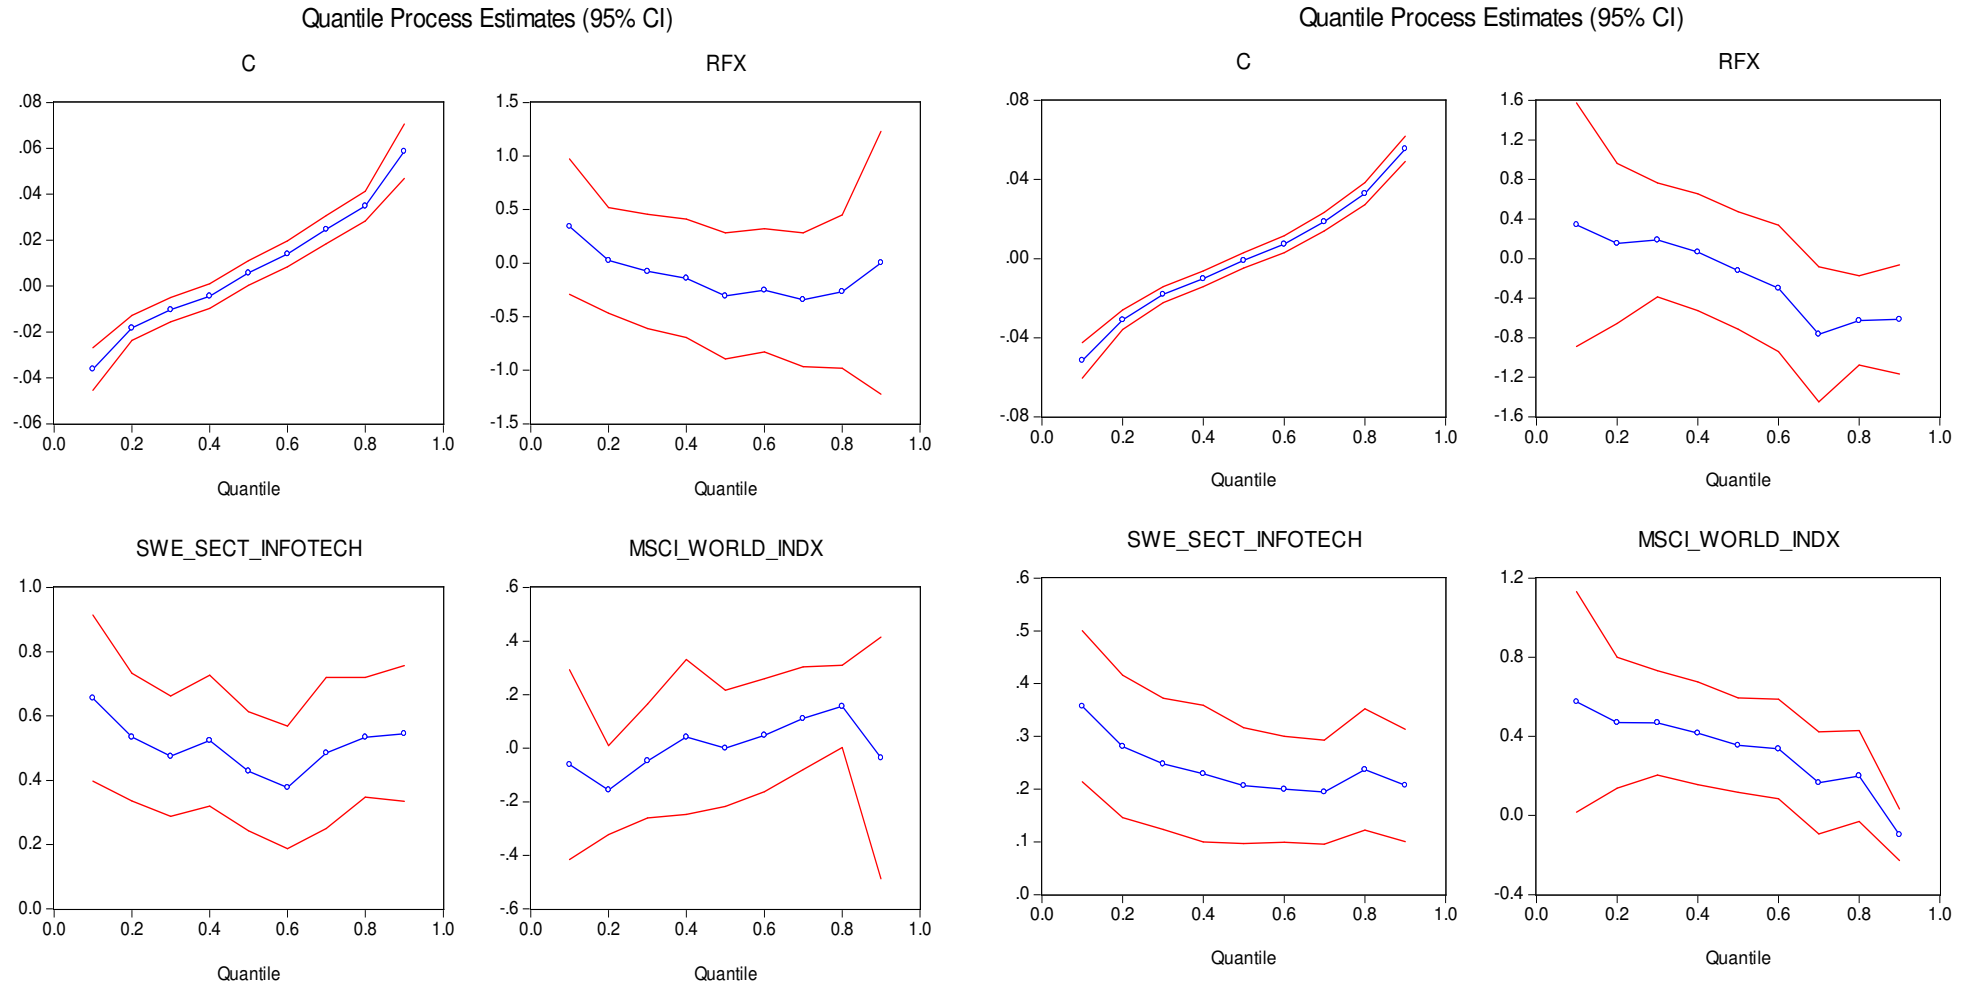 Quantile Process Estimates (95% CI)
C
.08
.06
.04
.02
.00
-.02
-.04
-.06
0.0 0.2 0.4 0.6 0.8 1.0
Quantile
RFX
1.5
1.0
0.5
0.0
-0.5
-1.0
-1.5
0.0 0.2 0.4 0.6 0.8 1.0
Quantile
SWE_SECT_INFOTECH
1.0
0.8
0.6
0.4
0.2
0.0
0.0 0.2 0.4 0.6 0.8 1.0
Quantile
MSCI_WORLD_INDX
.6
.4
.2
.0
-.2
-.4
-.6
0.0 0.2 0.4 0.6 0.8 1.0
Quantile
Quantile Process Estimates (95% CI)
C
.08
.04
.00
-.04
-.08
0.0 0.2 0.4 0.6 0.8 1.0
Quantile
RFX
1.6
1.2
0.8
0.4
0.0
-0.4
-0.8
-1.2
-1.6
0.0 0.2 0.4 0.6 0.8 1.0
Quantile
SWE_SECT_INFOTECH
.6
.5
.4
.3
.2
.1
.0
0.0 0.2 0.4 0.6 0.8 1.0
Quantile
MSCI_WORLD_INDX
1.2
0.8
0.4
0.0
-0.4
0.0 0.2 0.4 0.6 0.8 1.0
Quantile